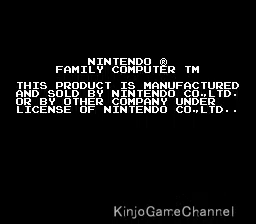 NINTENDO ®
FAMILY COMPUTER TM
THIS PRODUCT IS MANUFACTURED
AND SOLD BY NINTENDO CO.,LTD.
OR BY OTHER COMPANY UNDER
LICENSE OF NINTENDO CO.,LTD..
KinjoGameChannel